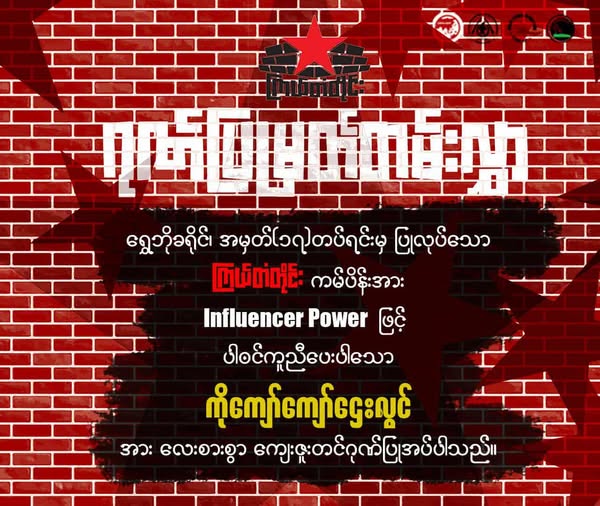 ကြယ်တံတိုင်း
ဂုဏ်ပြုမှတ်တမ်းလွှာ
ရွှေဘိုခရိုင်၊ အမှတ်(၁၇)တပ်ရင်းမှ ပြုလုပ်သော
ကြယ်တံတိုင်း ကမ်ပိန်းအား
Influencer Power ဖြင့်
ပါဝင်ကူညီပေးပါသော
ကိုကျော်ကျော်ဌေးလွင်
အား လေးစားစွာ ကျေးဇူးတင်ဂုဏ်ပြုအပ်ပါသည်။